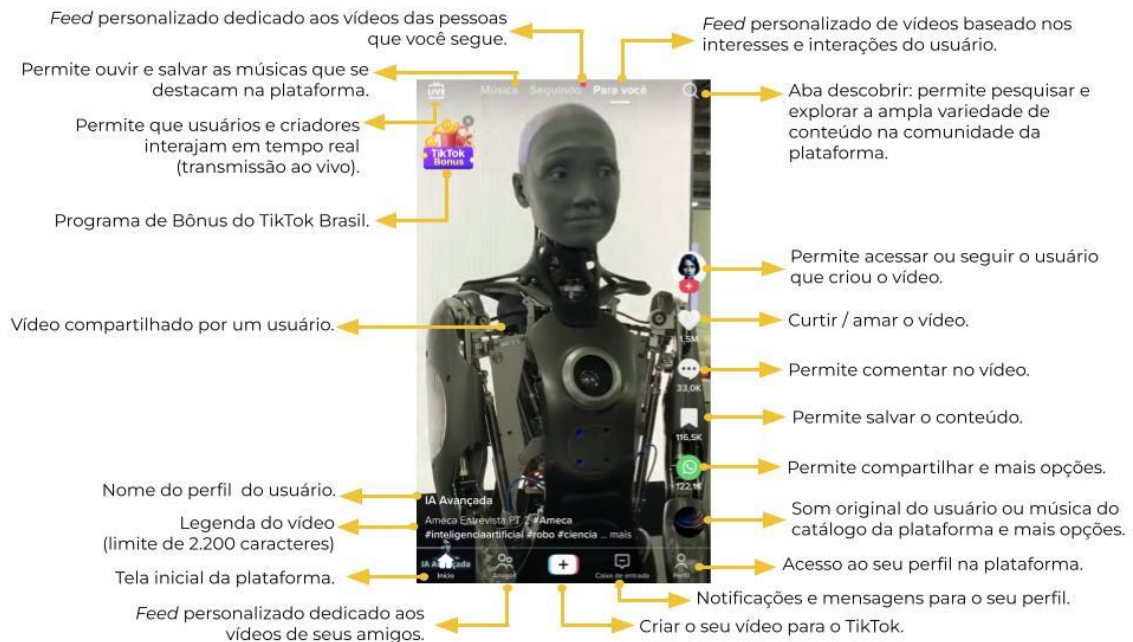 Feed personalizado dedicado aos vídeos das pessoas
que você segue.
Feed personalizado de vídeos baseado nos
interesses e interações do usuário.
Permite ouvir e salvar as músicas que se
destacam na plataforma.
LIVE
Música Seguindo Para você
Aba descobrir: permite pesquisar e
explorar a ampla variedade de
conteúdo na comunidade da
plataforma.
Permite que usuários e criadores
interajam em tempo real
(transmissão ao vivo).
TikTok
Bonus
Programa de Bônus do TikTok Brasil.
Permite acessar ou seguir o usuário
que criou o vídeo.
Vídeo compartilhado por um usuário.
Curtir / amar o vídeo.
1,5M
Permite comentar no vídeo.
33,0K
Permite salvar o conteúdo.
116,5K
Permite compartilhar e mais opções.
122,1K
Nome do perfil do usuário.
IA Avançada
Som original do usuário ou música do
catálogo da plataforma e mais opções.
Legenda do vídeo
(limite de 2.200 caracteres)
Ameca Entrevista PT. 2 #Ameca
#inteligenciaartificial #robo #ciencia ... mais
Tela inicial da plataforma.
IA Avançada
Início
Amigos
Caixa de entrada
Perfil
Acesso ao seu perfil na plataforma.
Notificações e mensagens para o seu perfil.
Feed personalizado dedicado aos
vídeos de seus amigos.
Criar o seu vídeo para o TikTok.